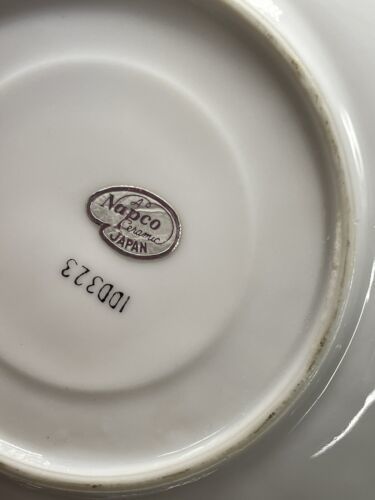 A
Napco
Ceramic
JAPAN
1DD323